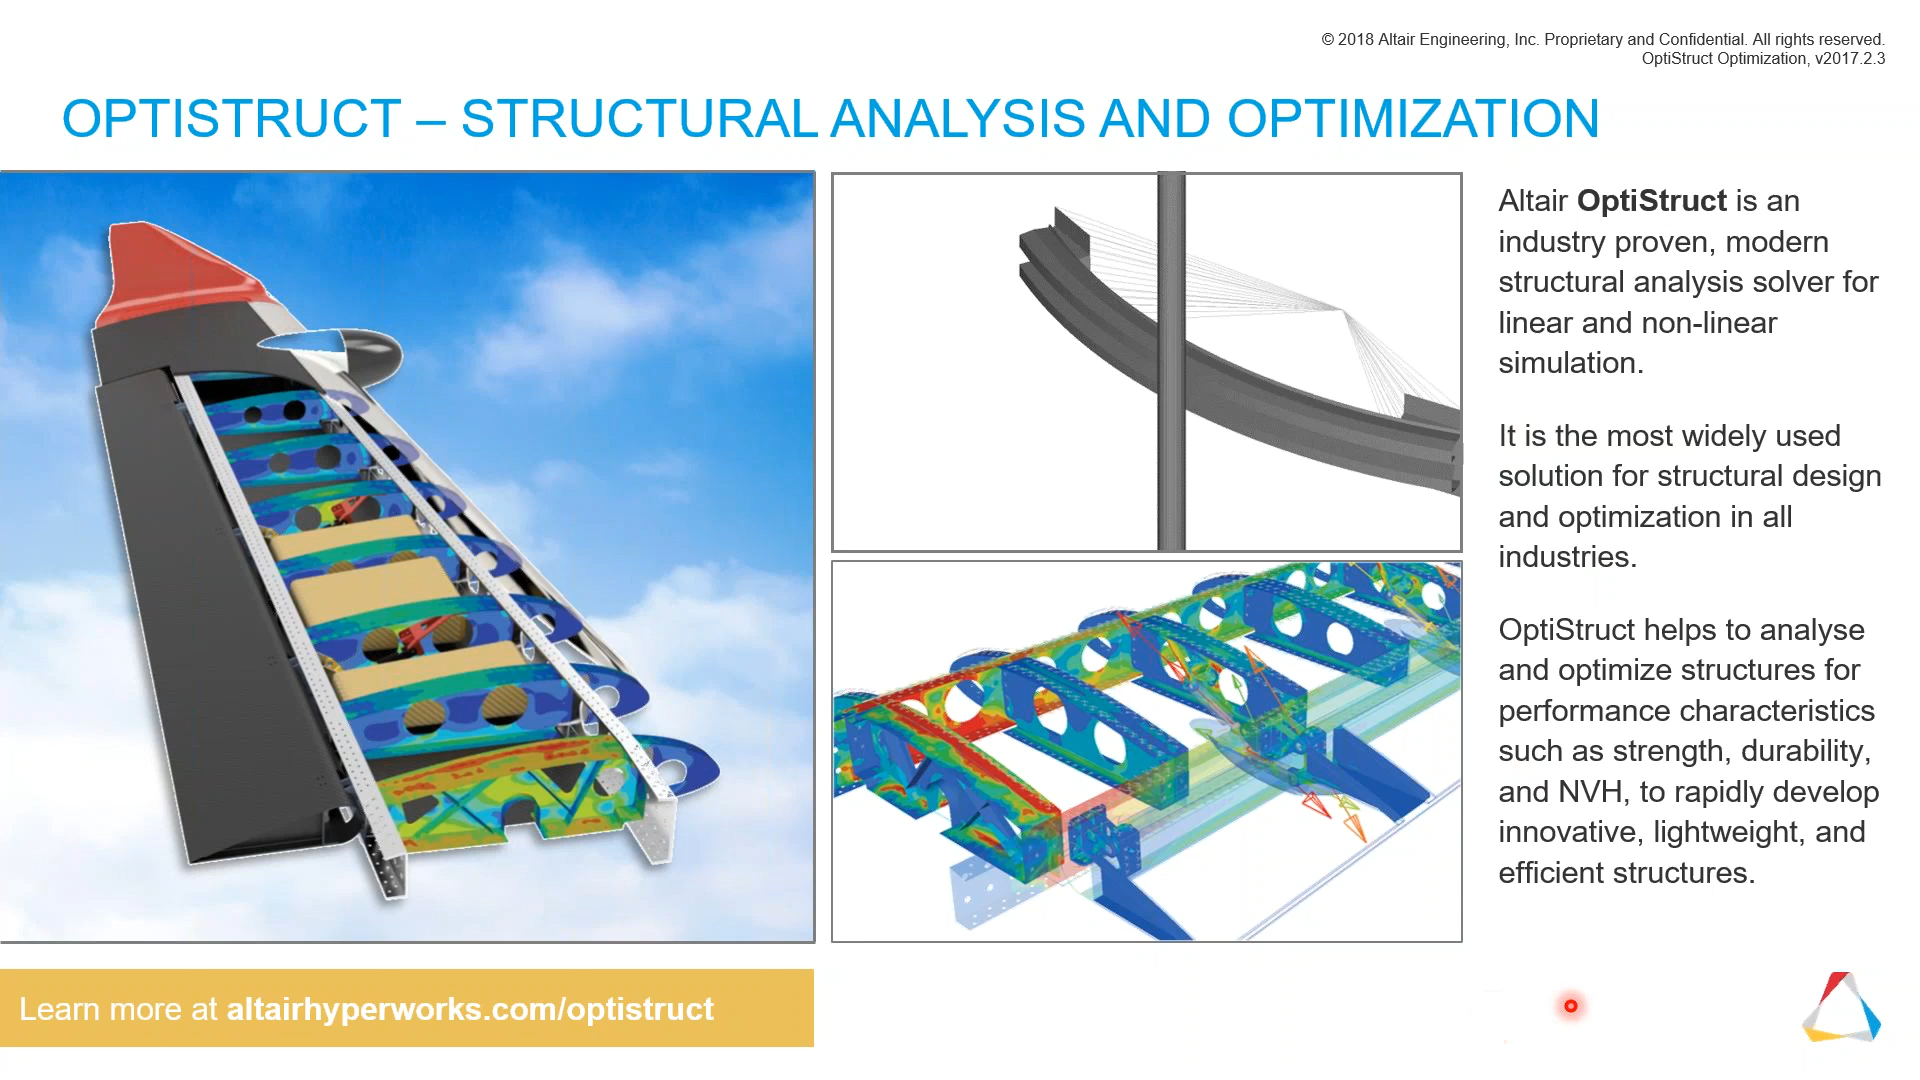 © 2018 Altair Engineering, Inc. Proprietary and Confidential. All rights reserved.
OptiStruct Optimization, v2017.2.3
OPTISTRUCT – STRUCTURAL ANALYSIS AND OPTIMIZATION
Altair OptiStruct is an
industry proven, modern
structural analysis solver for
linear and non-linear
simulation.
It is the most widely used
solution for structural design
and optimization in all
industries.
OptiStruct helps to analyse
and optimize structures for
performance characteristics
such as strength, durability,
and NVH, to rapidly develop
innovative, lightweight, and
efficient structures.
Learn more at altairhyperworks.com/optistruct